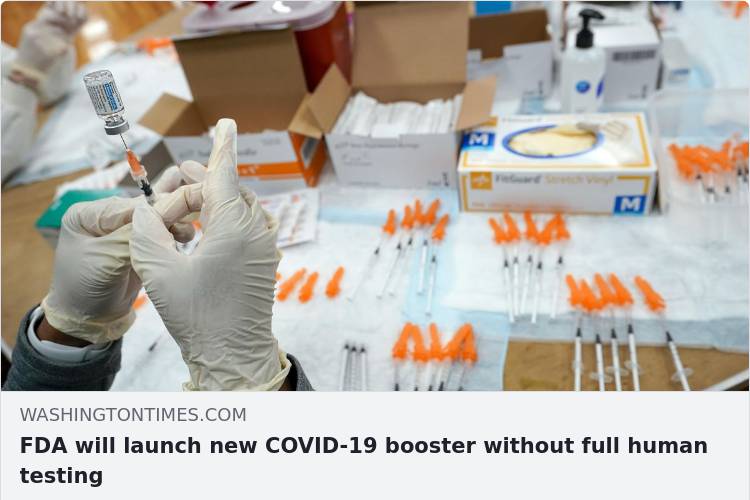 M
FitGuard Stretch Vinyl
M
WASHINGTONTIMES.COM
FDA will launch new COVID-19 booster without full human
testing